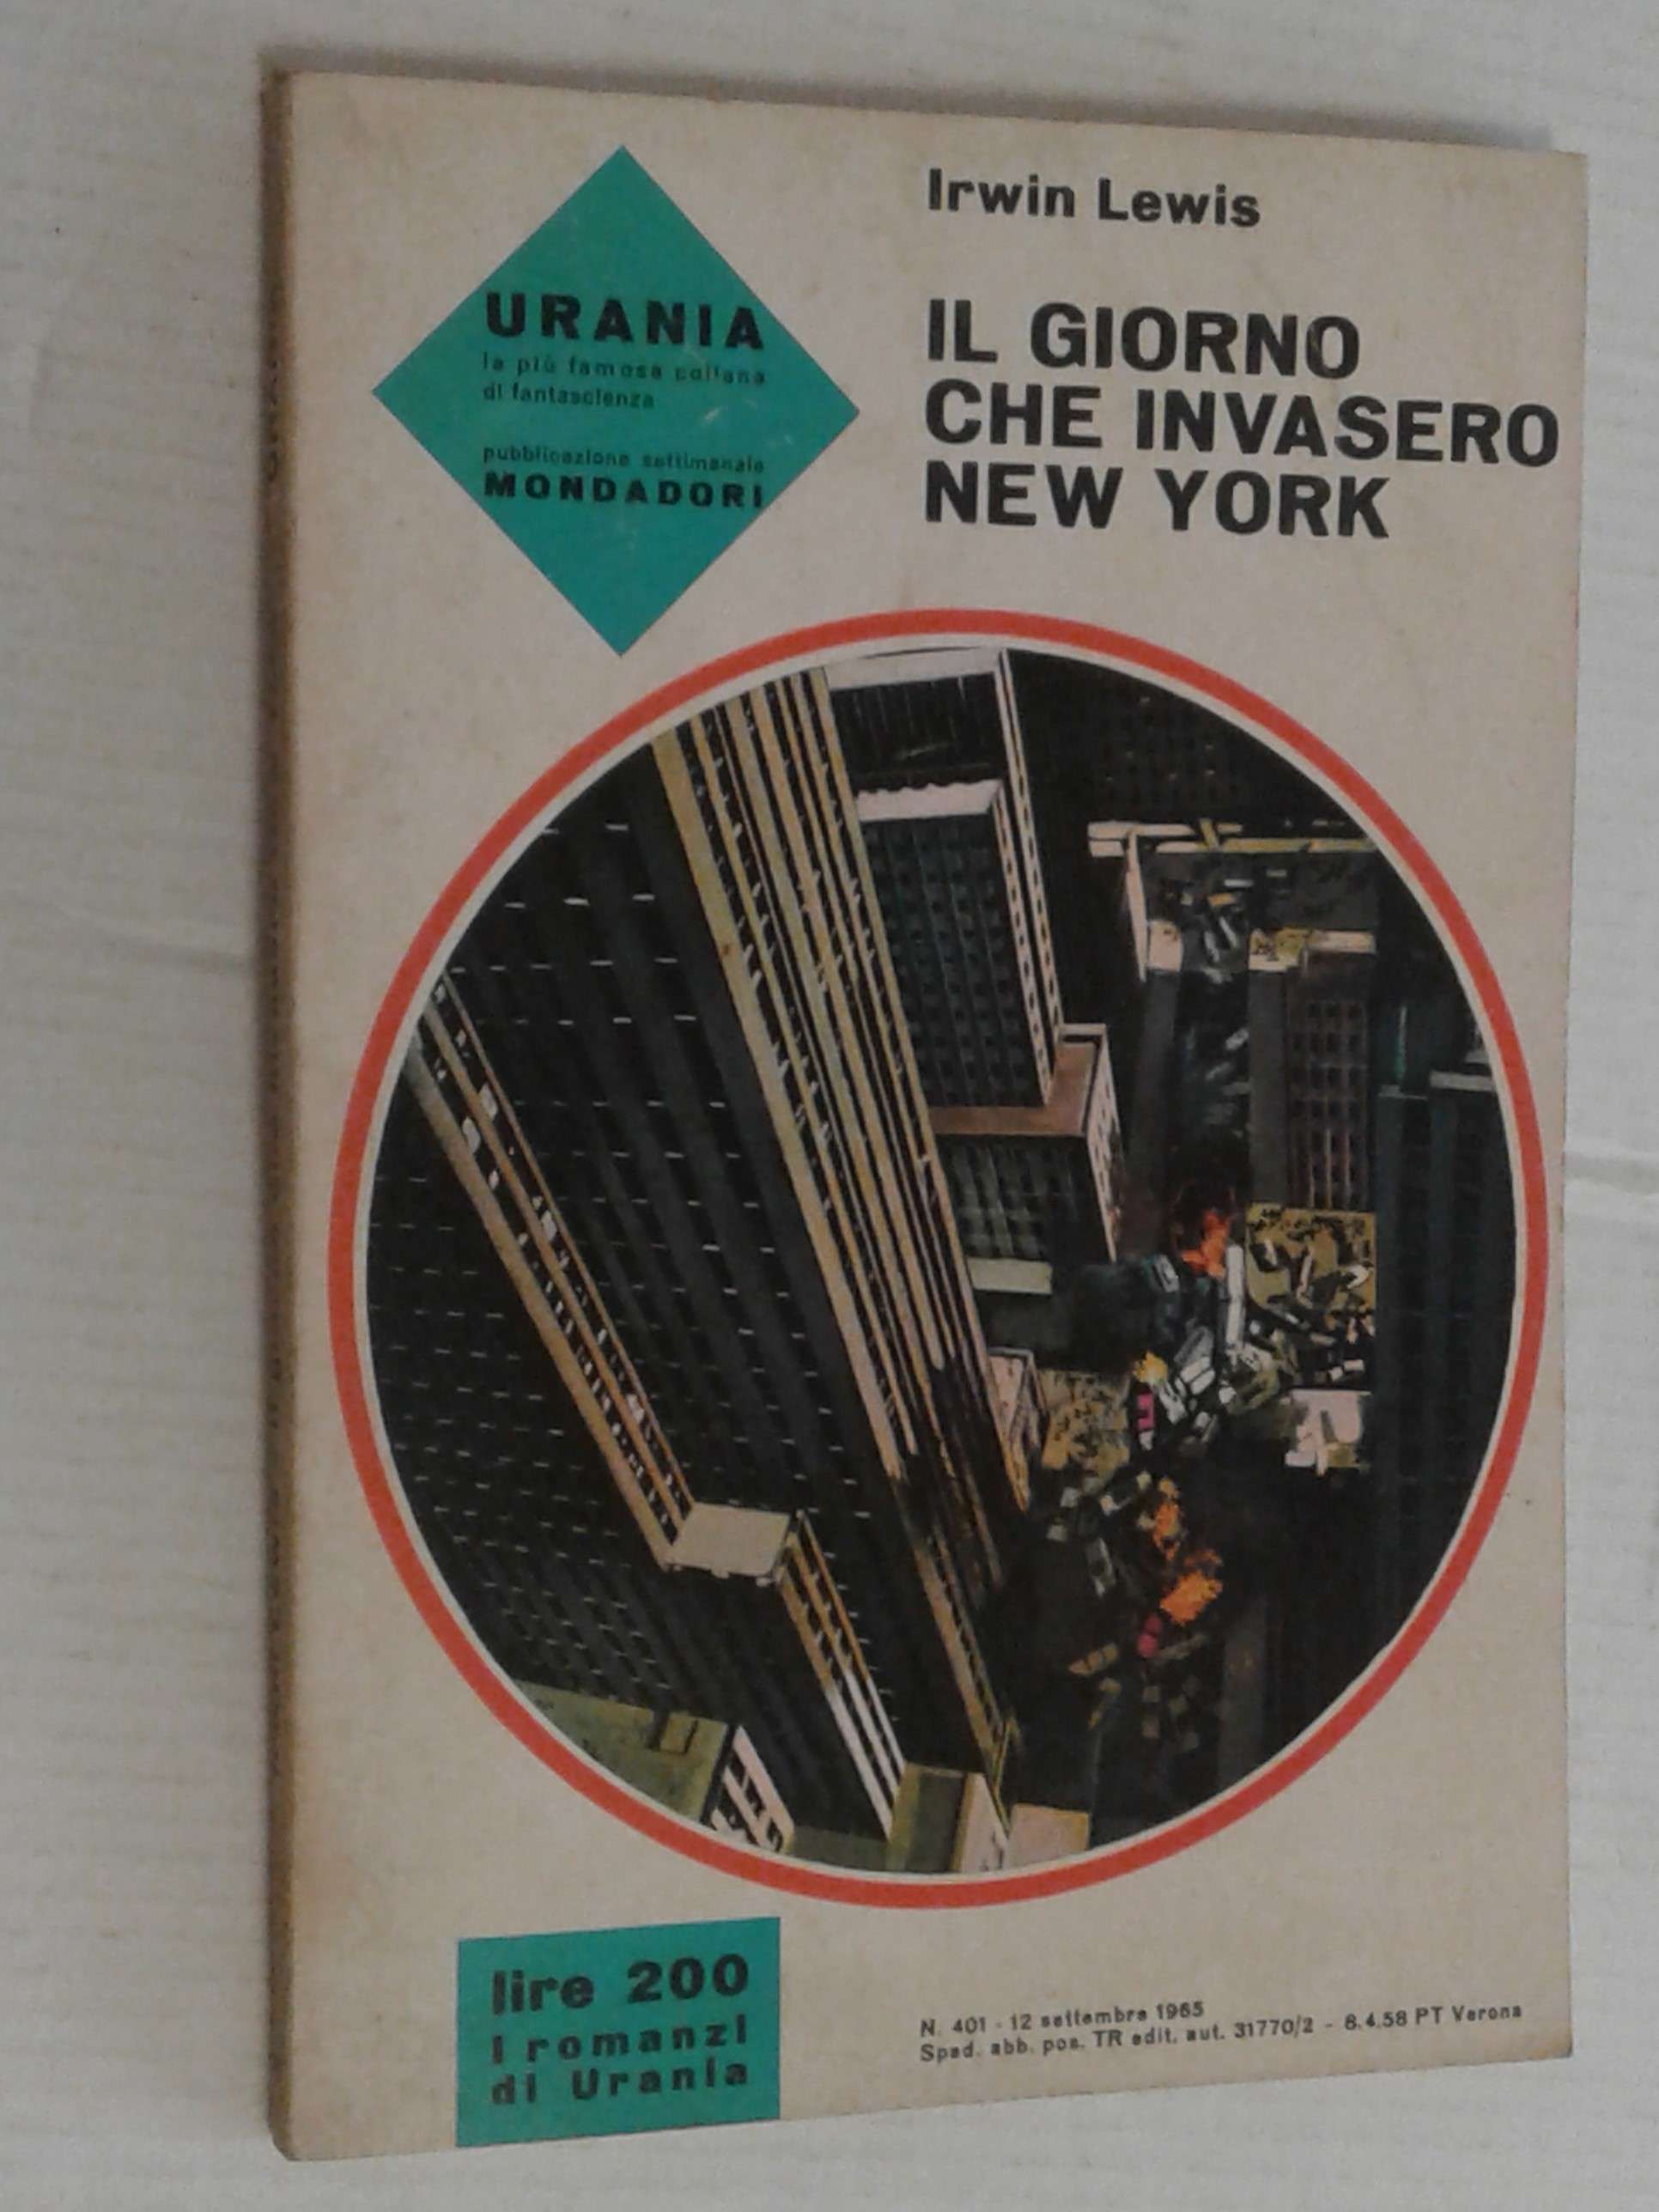 Irwin Lewis
IL GIORNO
CHE INVASERO
NEW YORK
URANIA
la più famosa collana
di fantascienza
pubblicazione settimanale
MONDADORI
lire 200
i romanzi
di Urania
N. 401 - 12 settembre 1965
Sped. abb. pos. TR edit. aut. 31770/2 - 8.4.58 PT Verona